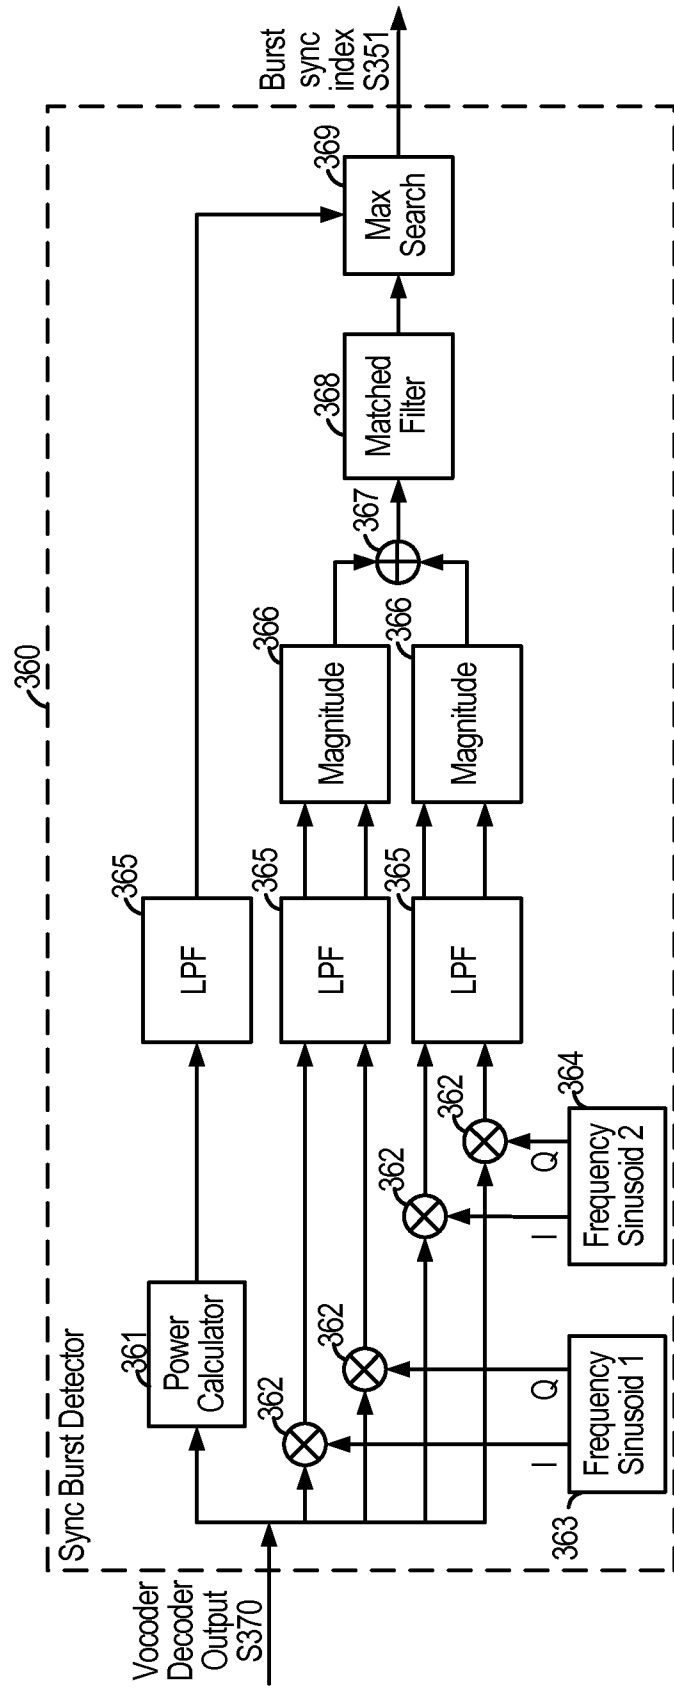 360
Sync Burst Detector
Vocoder
Decoder
Output
S370
361
Power
Calculator
365
LPF
362
362
365
LPF
366
Magnitude
362
362
365
LPF
366
Magnitude
367
368
Matched
Filter
369
Max
Search
Burst
sync
index
S351
I
Q
363
Frequency
Sinusoid 1
I
Q
364
Frequency
Sinusoid 2